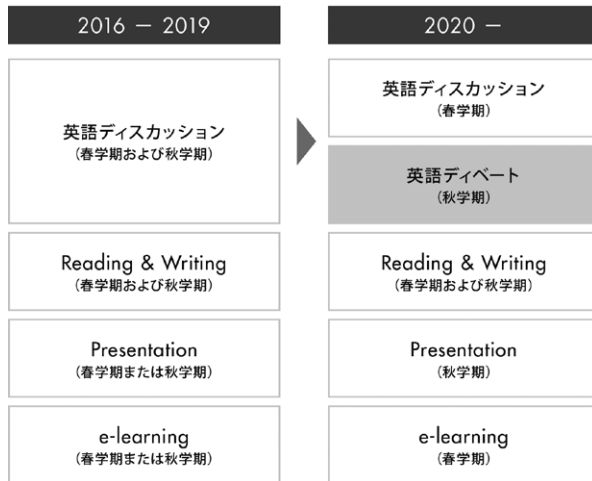 2016 — 2019
英語ディスカッション
(春学期および秋学期)
Reading & Writing
(春学期および秋学期)
Presentation
(春学期または秋学期)
e-learning
(春学期または秋学期)
2020 —
英語ディスカッション
(春学期)
英語ディベート
(秋学期)
Reading & Writing
(春学期および秋学期)
Presentation
(秋学期)
e-learning
(春学期)